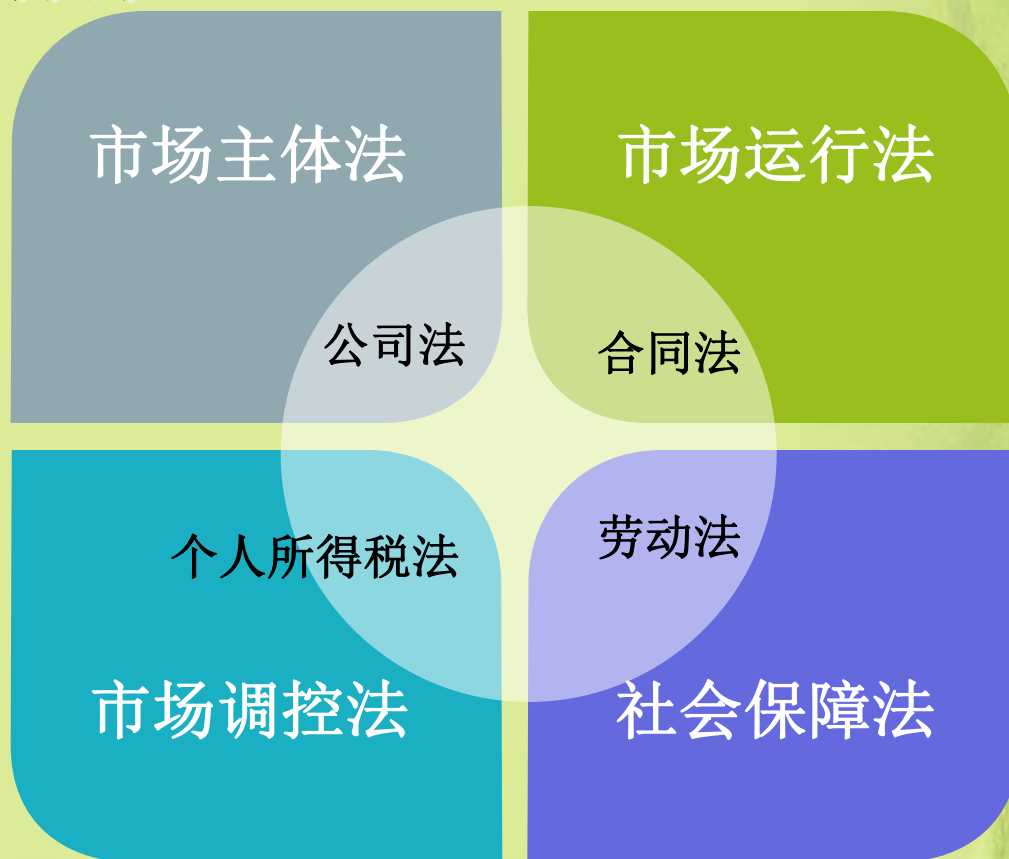 市场主体法
市场运行法
公司法
合同法
个人所得税法
劳动法
市场调控法
社会保障法